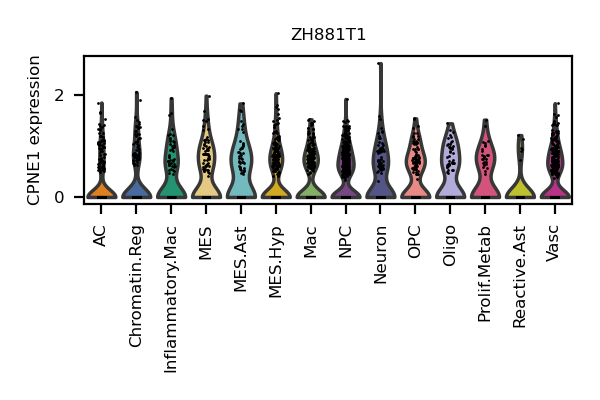 ZH881T1
CPNE1 expression
2
0
AC
Chromatin.Reg
Inflammatory.Mac
MES
MES.Ast
MES.Hyp
Mac
NPC
Neuron
OPC
Oligo
Prolif.Metab
Reactive.Ast
Vasc